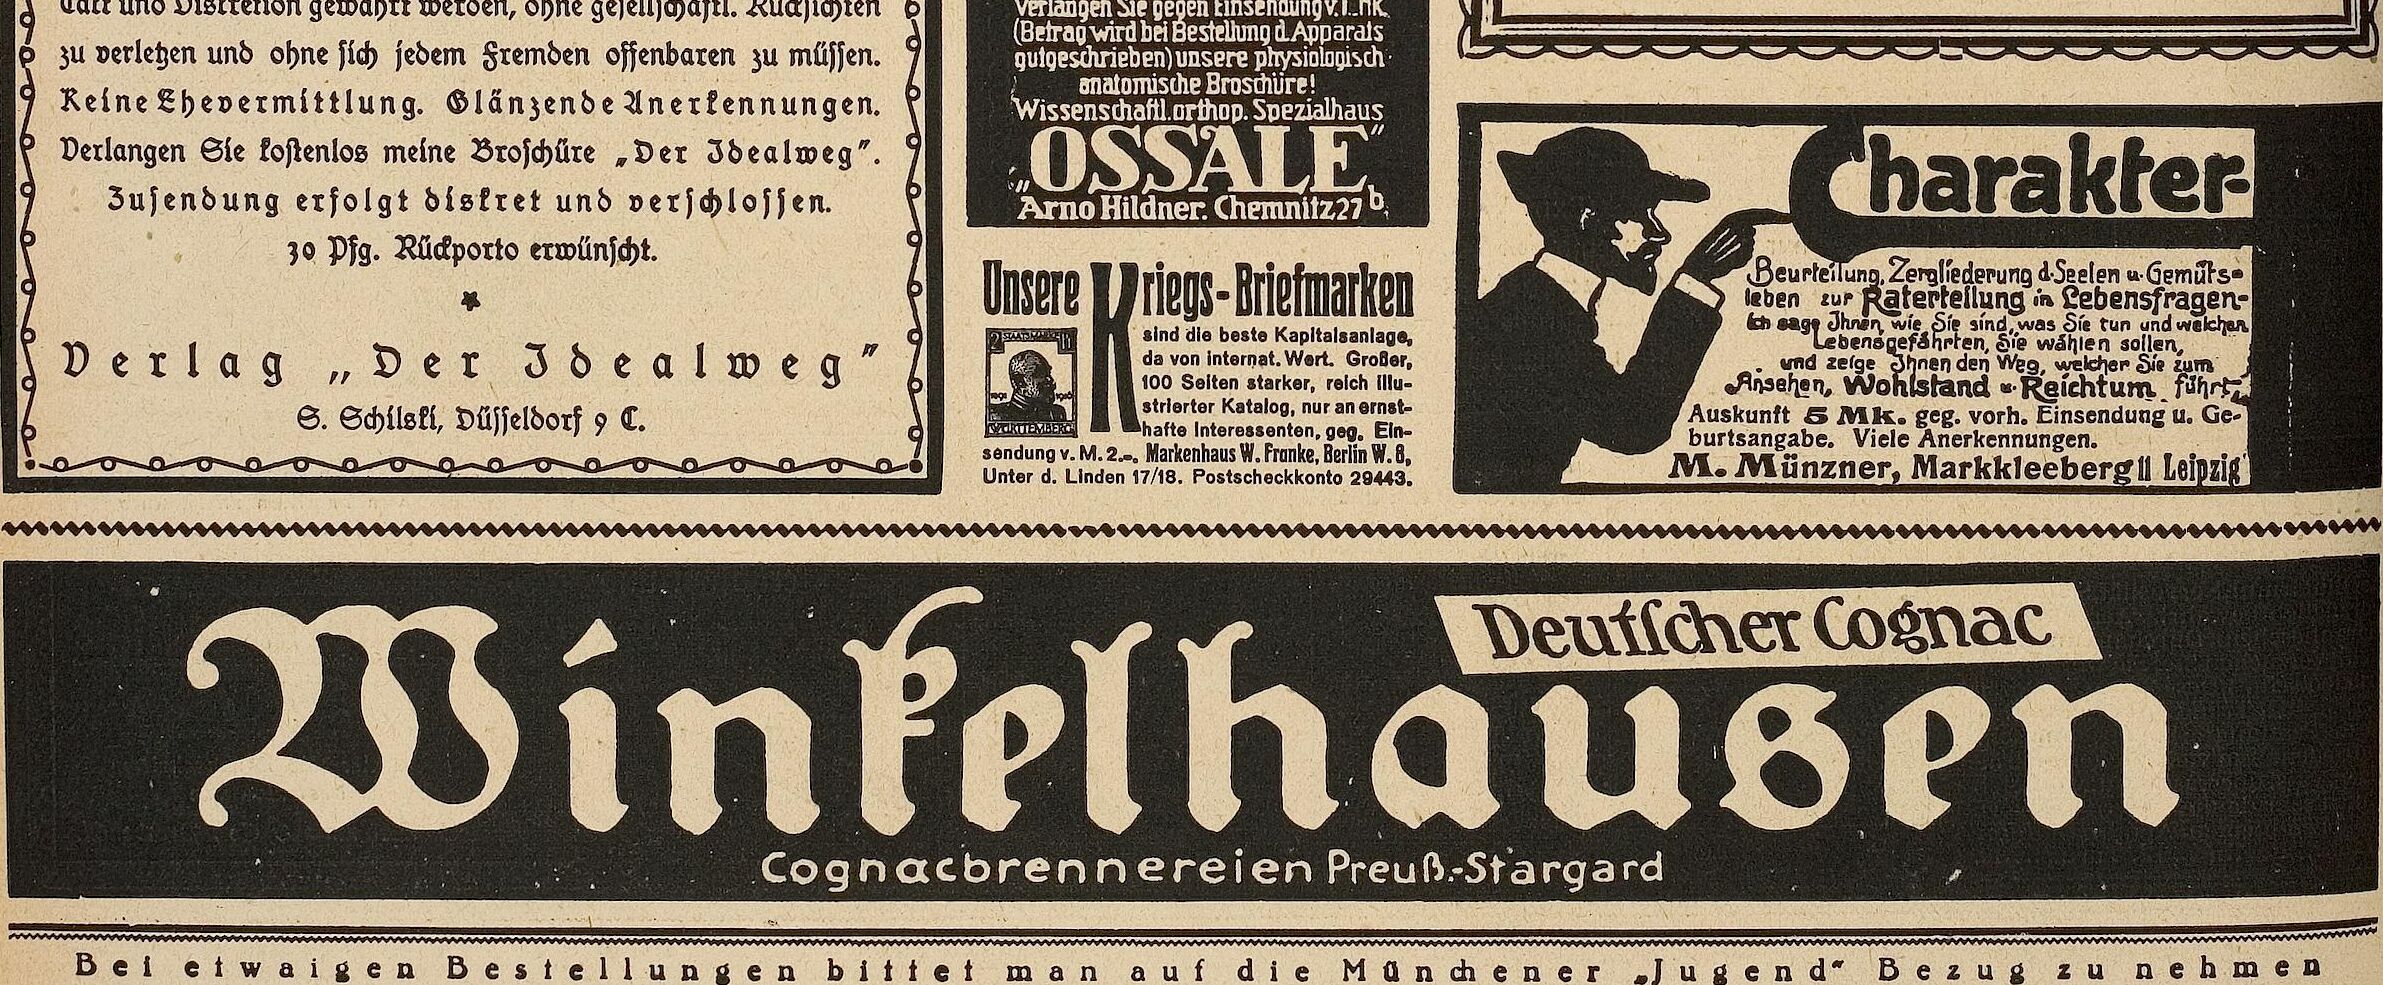 Takt und Diskretion gewahrt werden, ohne gesellschaftl. Rücksichten
zu verletzen und ohne sich jedem Fremden offenbaren zu müssen.
Keine Ehevermittlung. Glänzende Anerkennungen.
Verlangen Sie kostenlos meine Broschüre „Der Idealweg".
Zusendung erfolgt diskret und verschlossen.
30 Pfg. Rückporto erwünscht.
*
Verlag „Der Idealweg"
S. Schilski, Düsseldorf 9 C.
Verlangen Sie gegen Einsendung v. 1.- mk.
(Betrag wird bei Bestellung d. Apparats
gutgeschrieben) unsere physiologisch-
anatomische Broschüre!
Wissenschaftl. orthop. Spezialhaus
„OSSALE"
Arno Hildner. Chemnitz 27 b.
Unsere Kriegs-Briefmarken
sind die beste Kapitalsanlage,
da von internat. Wert. Großer,
100 Seiten starker, reich illu-
strierter Katalog, nur an ernst-
hafte Interessenten, geg. Ein-
sendung v. M. 2.-. Markenhaus W. Franke, Berlin W. 8,
Unter d. Linden 17/18. Postscheckkonto 29443.
WÜRTTEMBERG
Charakter-
Beurteilung, Zergliederung d. Seelen u. Gemüts-
leben zur Raterteilung in Lebensfragen-
Ich sage Ihnen, wie Sie sind, was Sie tun und welchen
Lebensgefährten, Sie wählen sollen,
und zeige Ihnen den Weg, welcher Sie zum
Ansehen, Wohlstand u. Reichtum führt,
Auskunft 5 Mk. geg. vorh. Einsendung u. Ge-
burtsangabe. Viele Anerkennungen.
M. Münzner, Markkleeberg 11 Leipzig
Deutscher Cognac
Winkelhausen
Cognacbrennereien Preuß.-Stargard
Bei etwaigen Bestellungen bittet man auf die Münchener „Jugend“ Bezug zu nehmen